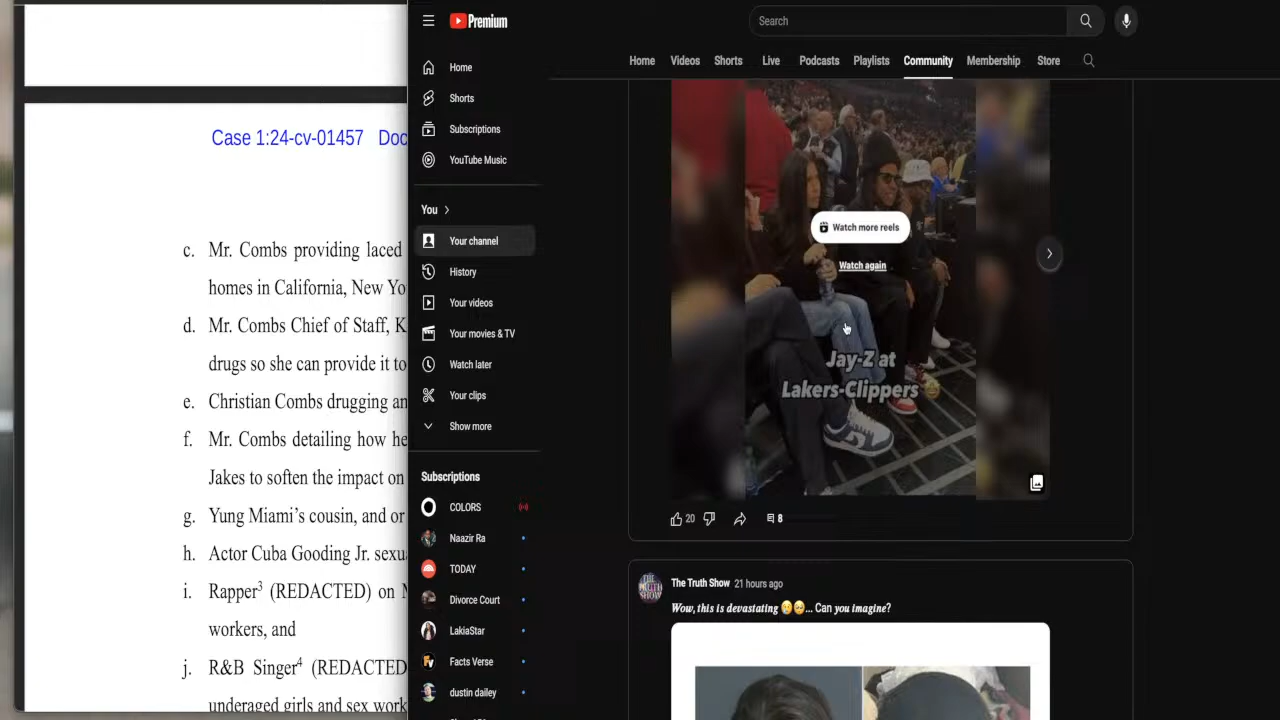 Case 1:24-cv-01457 Doc
c. Mr. Combs providing laced
homes in California, New Yo
d. Mr. Combs Chief of Staff, K
drugs so she can provide it to
e. Christian Combs drugging an
f. Mr. Combs detailing how he
Jakes to soften the impact on
g. Yung Miami's cousin, and or
h. Actor Cuba Gooding Jr. sexu
i. Rapper3 (REDACTED) on M
workers, and
j. R&B Singer4 (REDACTED
underaged girls and sex work
Premium
Search
Home
Shorts
Subscriptions
YouTube Music
You
Your channel
History
Your videos
Your movies & TV
Watch later
Your clips
Show more
Subscriptions
COLORS
Naazir Ra
TODAY
Divorce Court
LakiaStar
Facts Verse
dustin dailey
Home Videos Shorts Live Podcasts Playlists Community Membership Store
Watch more reels
Watch again
Jay-Z at
Lakers-Clippers
20 8
THE
TRUTH
SHOW
The Truth Show 21 hours ago
Wow, this is devastating 😢🥺... Can you imagine?